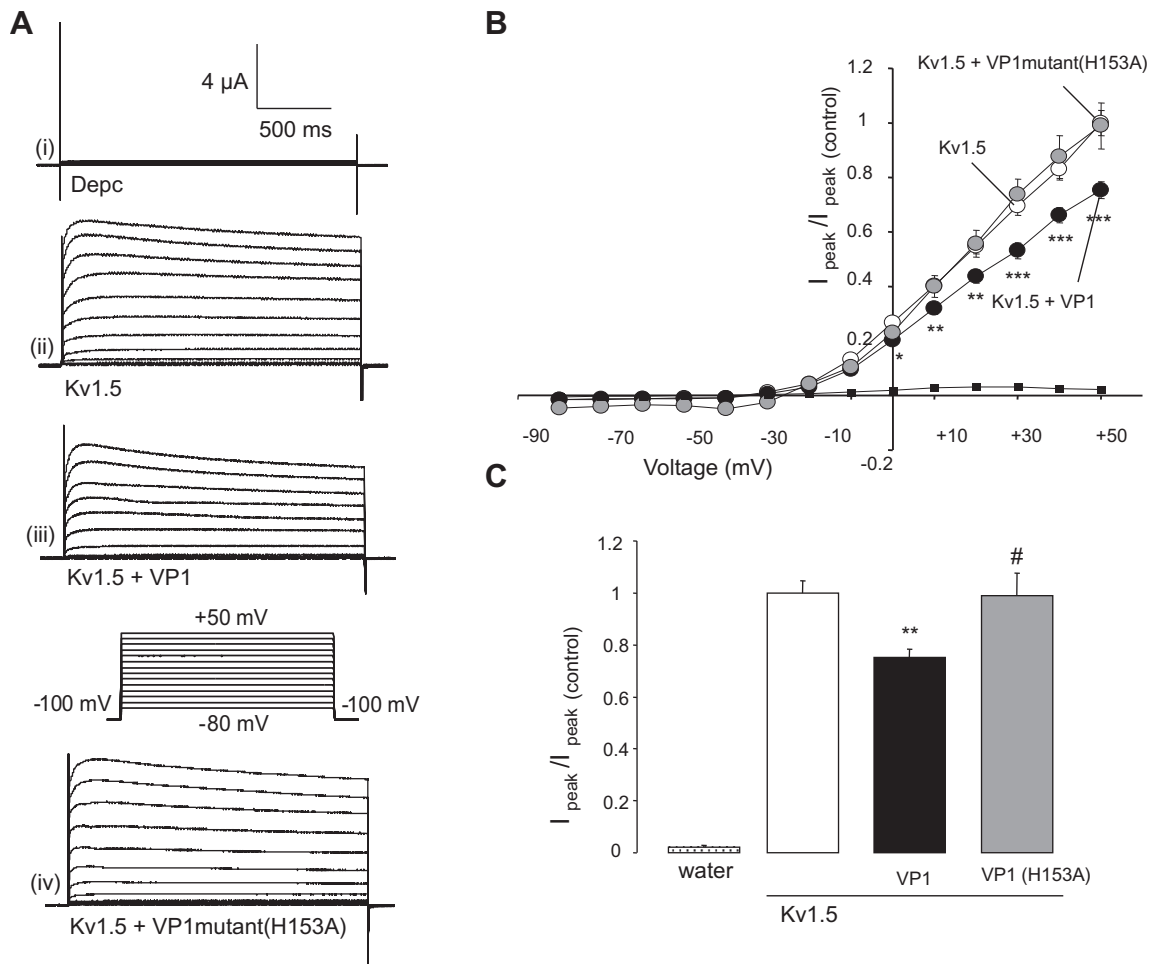 A
4 µA
500 ms
(i)
Depc
(ii)
Kv1.5
(iii)
Kv1.5 + VP1
+50 mV
-100 mV
-100 mV
-80 mV
(iv)
Kv1.5 + VP1mutant(H153A)
B
I peak /I peak (control)
1.2
1
0.8
0.6
0.4
0.2
-0.2
Kv1.5 + VP1mutant(H153A)
Kv1.5
***
***
***
**
**
*
Kv1.5 + VP1
-90
-70
-50
-30
-10
+10
+30
+50
Voltage (mV)
C
I peak /I peak (control)
1.2
1
0.8
0.6
0.4
0.2
0
**
#
water
VP1
VP1 (H153A)
Kv1.5